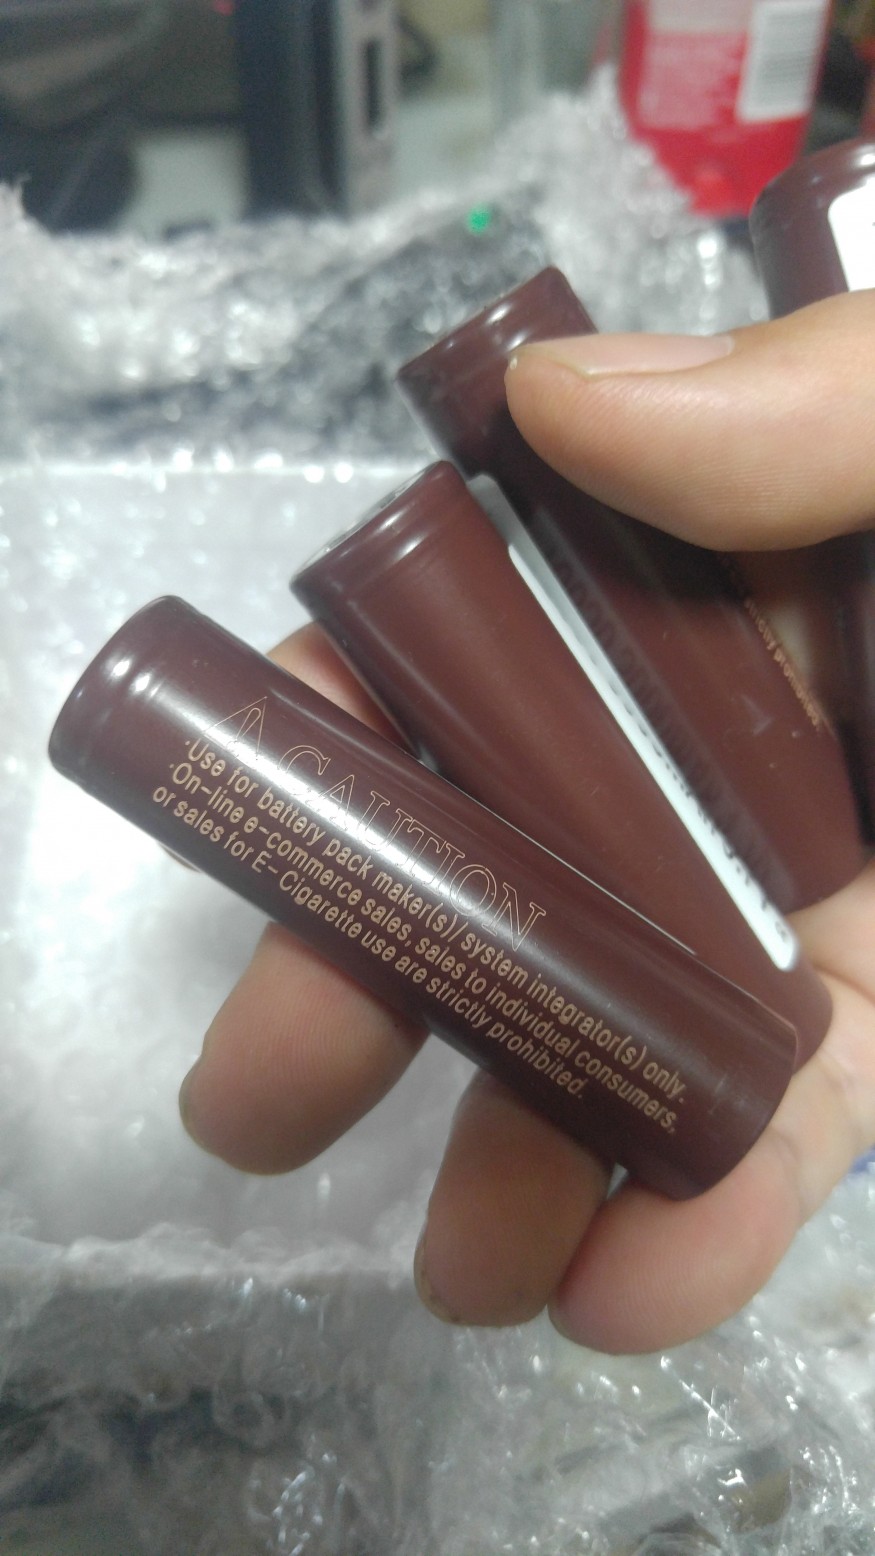 CAUTION
·Use for battery pack maker(s)/system integrator(s) only.
·On-line e-commerce sales, sales to individual consumers,
or sales for E-Cigarette use are strictly prohibited.
prohibited.